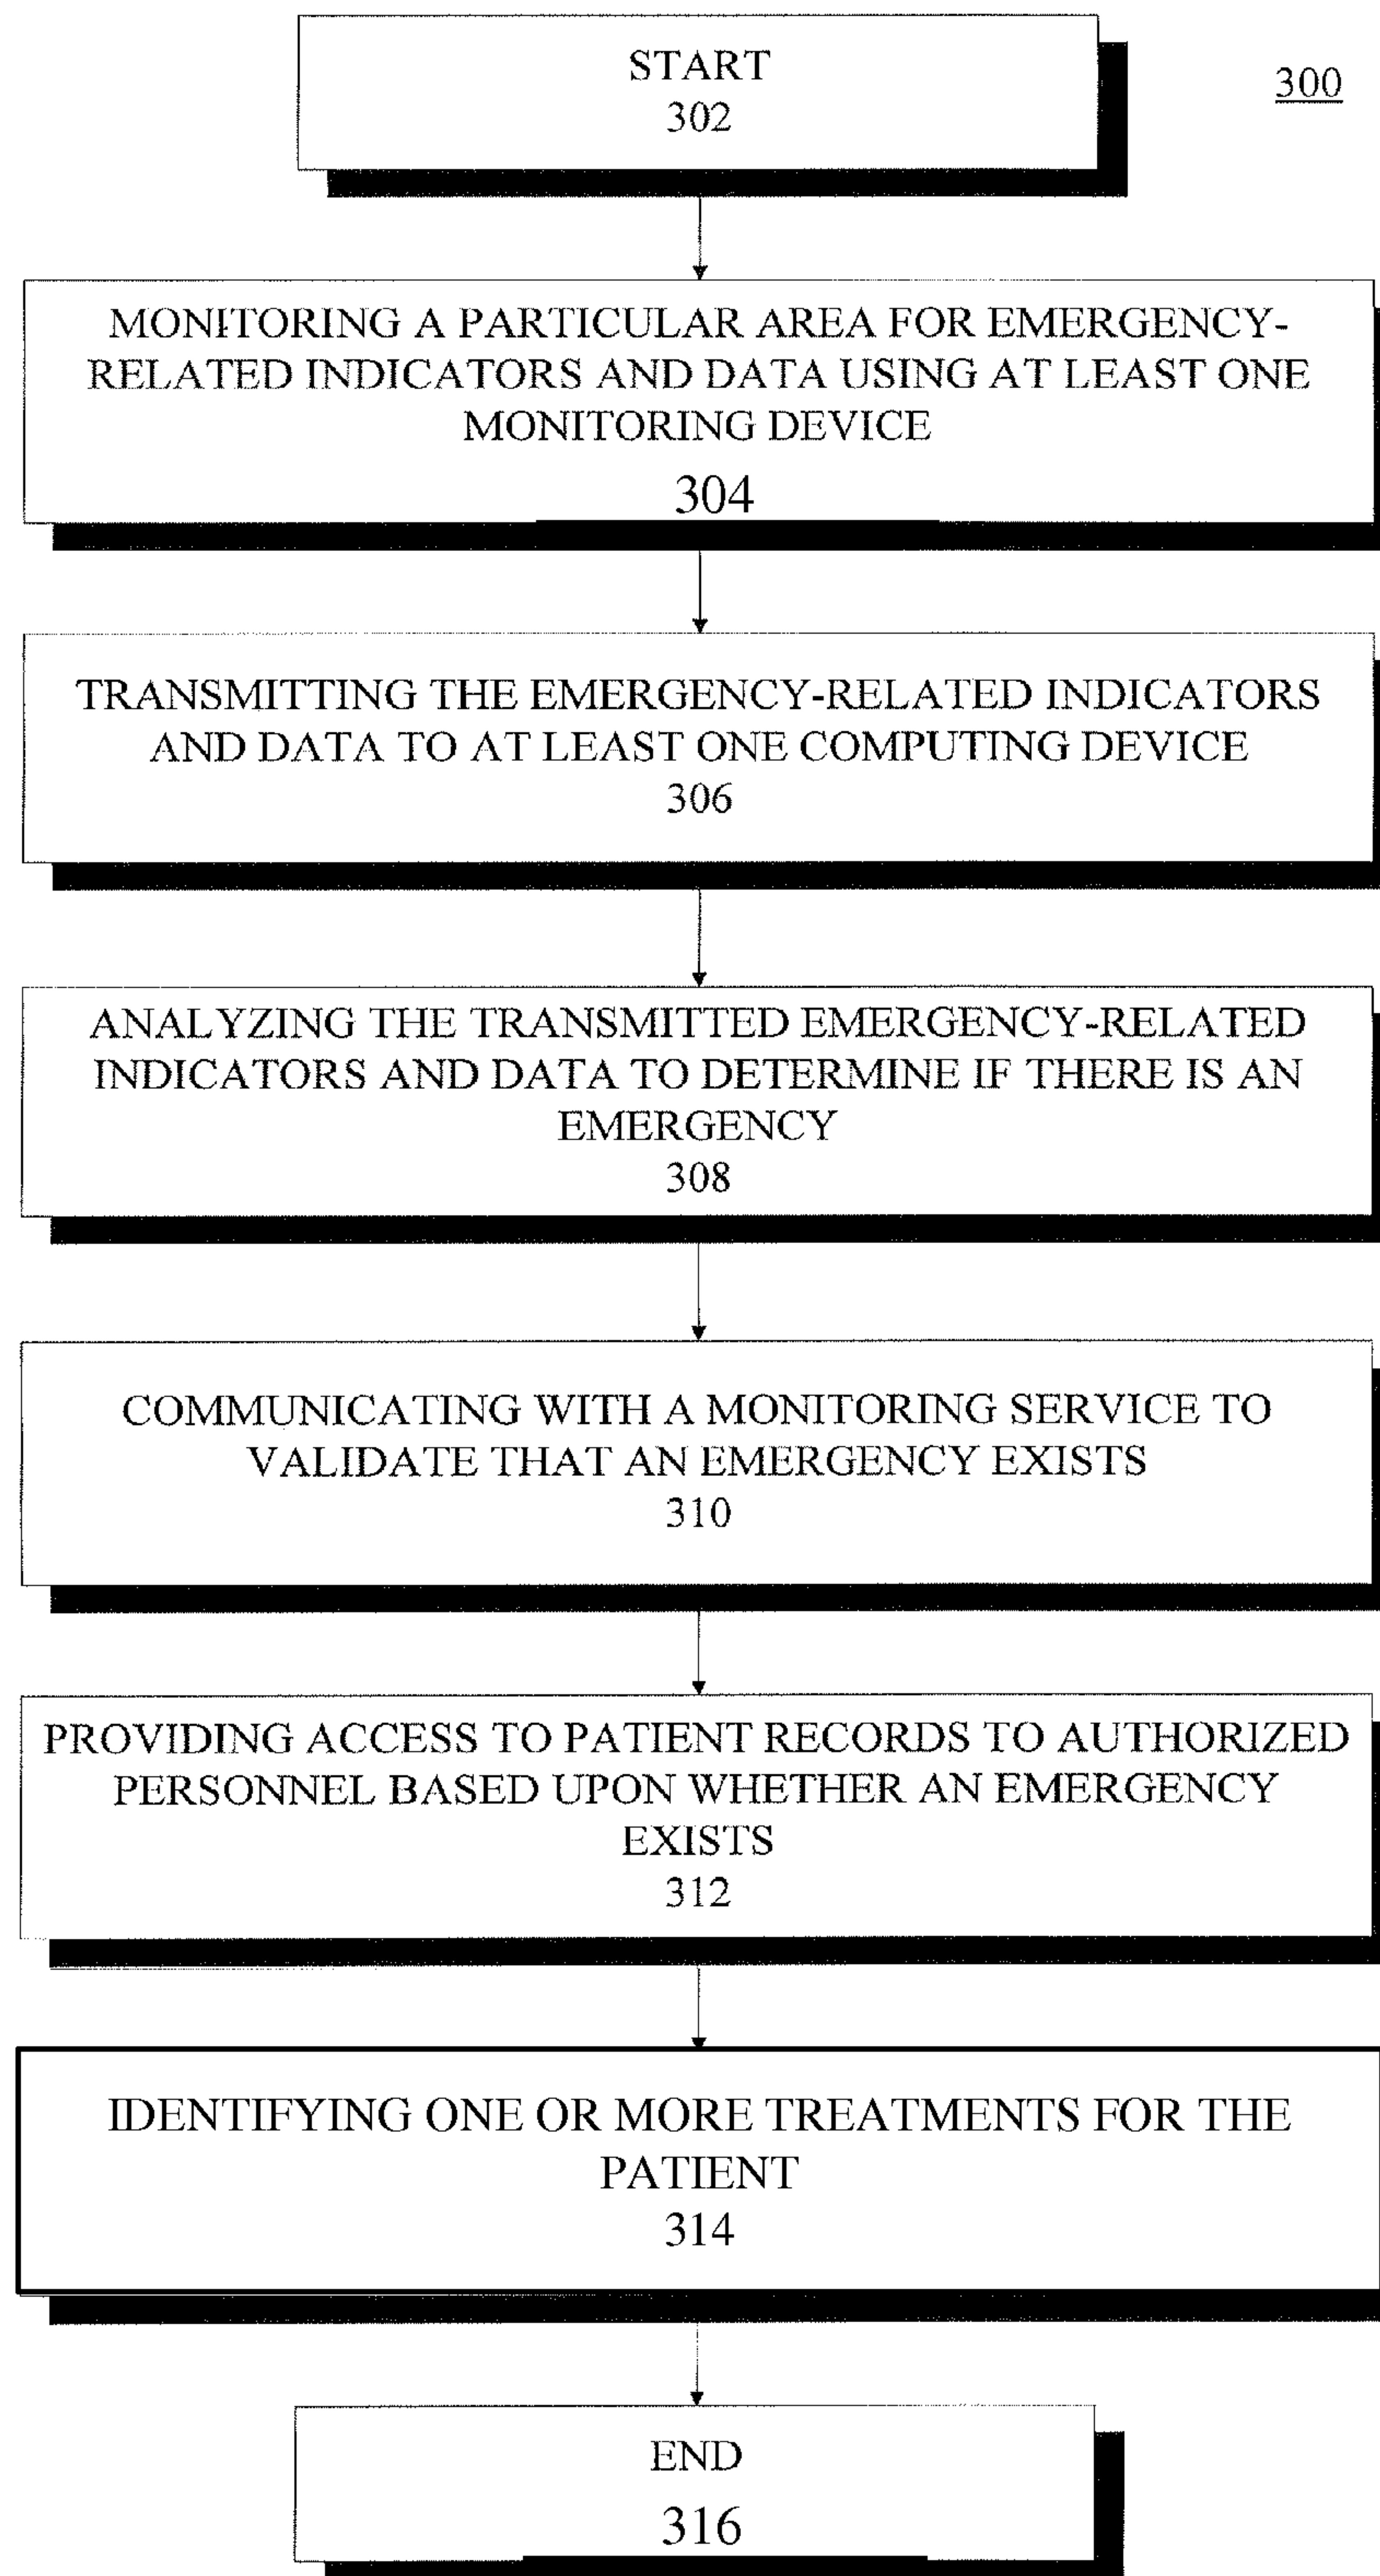 START
302
300
MONITORING A PARTICULAR AREA FOR EMERGENCY-
RELATED INDICATORS AND DATA USING AT LEAST ONE
MONITORING DEVICE
304
TRANSMITTING THE EMERGENCY-RELATED INDICATORS
AND DATA TO AT LEAST ONE COMPUTING DEVICE
306
ANALYZING THE TRANSMITTED EMERGENCY-RELATED
INDICATORS AND DATA TO DETERMINE IF THERE IS AN
EMERGENCY
308
COMMUNICATING WITH A MONITORING SERVICE TO
VALIDATE THAT AN EMERGENCY EXISTS
310
PROVIDING ACCESS TO PATIENT RECORDS TO AUTHORIZED
PERSONNEL BASED UPON WHETHER AN EMERGENCY
EXISTS
312
IDENTIFYING ONE OR MORE TREATMENTS FOR THE
PATIENT
314
END
316